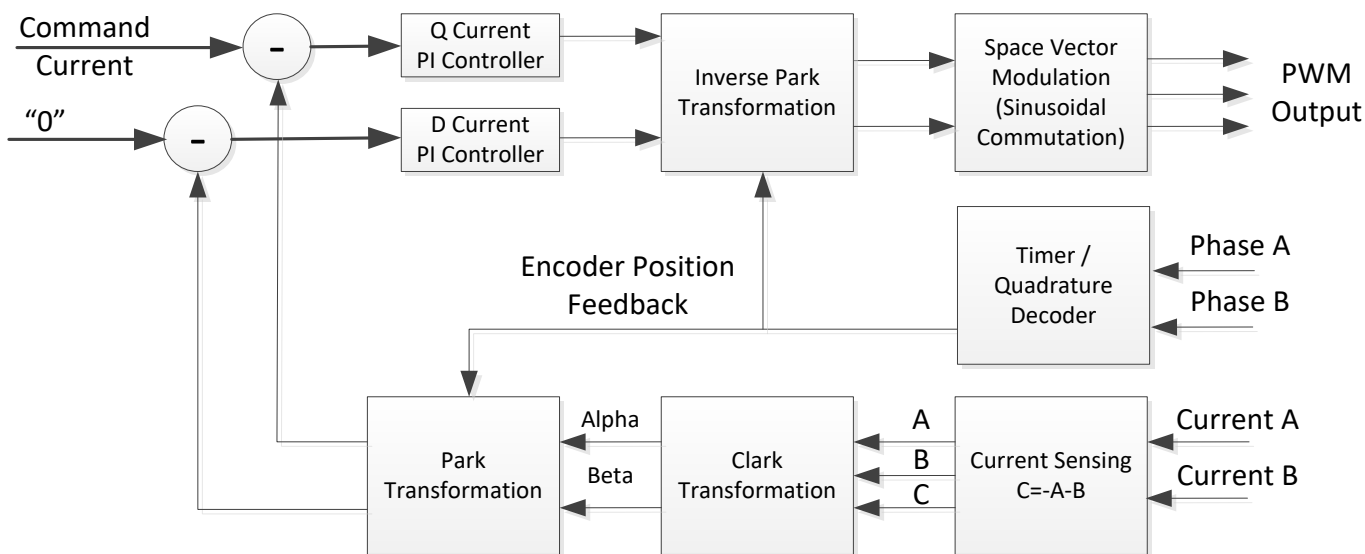 Command
Current
-
Q Current
PI Controller
Inverse Park
Transformation
Space Vector
Modulation
(Sinusoidal
Commutation)
PWM
Output
“0”
-
D Current
PI Controller
Encoder Position
Feedback
Timer /
Quadrature
Decoder
Phase A
Phase B
Park
Transformation
Alpha
Beta
Clark
Transformation
A
B
C
Current Sensing
C=-A-B
Current A
Current B